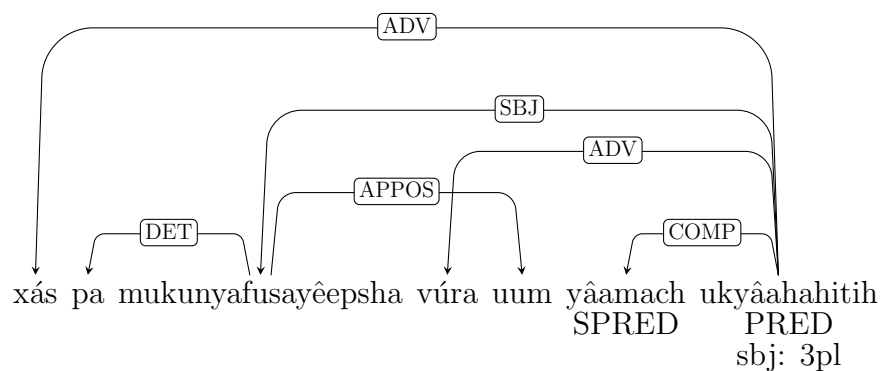 ADV
SBJ
ADV
APPOS
DET COMP
xás pa mukunyafusayêepsha vúra uum yâamach ukyâahahitih
SPRED PRED
sbj: 3pl